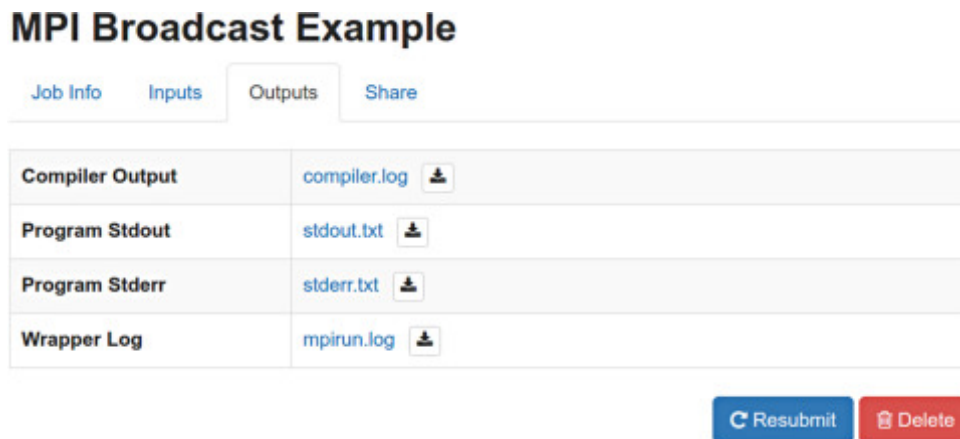 MPI Broadcast Example
Job Info Inputs Outputs Share
Compiler Output compiler.log
Program Stdout stdout.txt
Program Stderr stderr.txt
Wrapper Log mpirun.log
Resubmit Delete